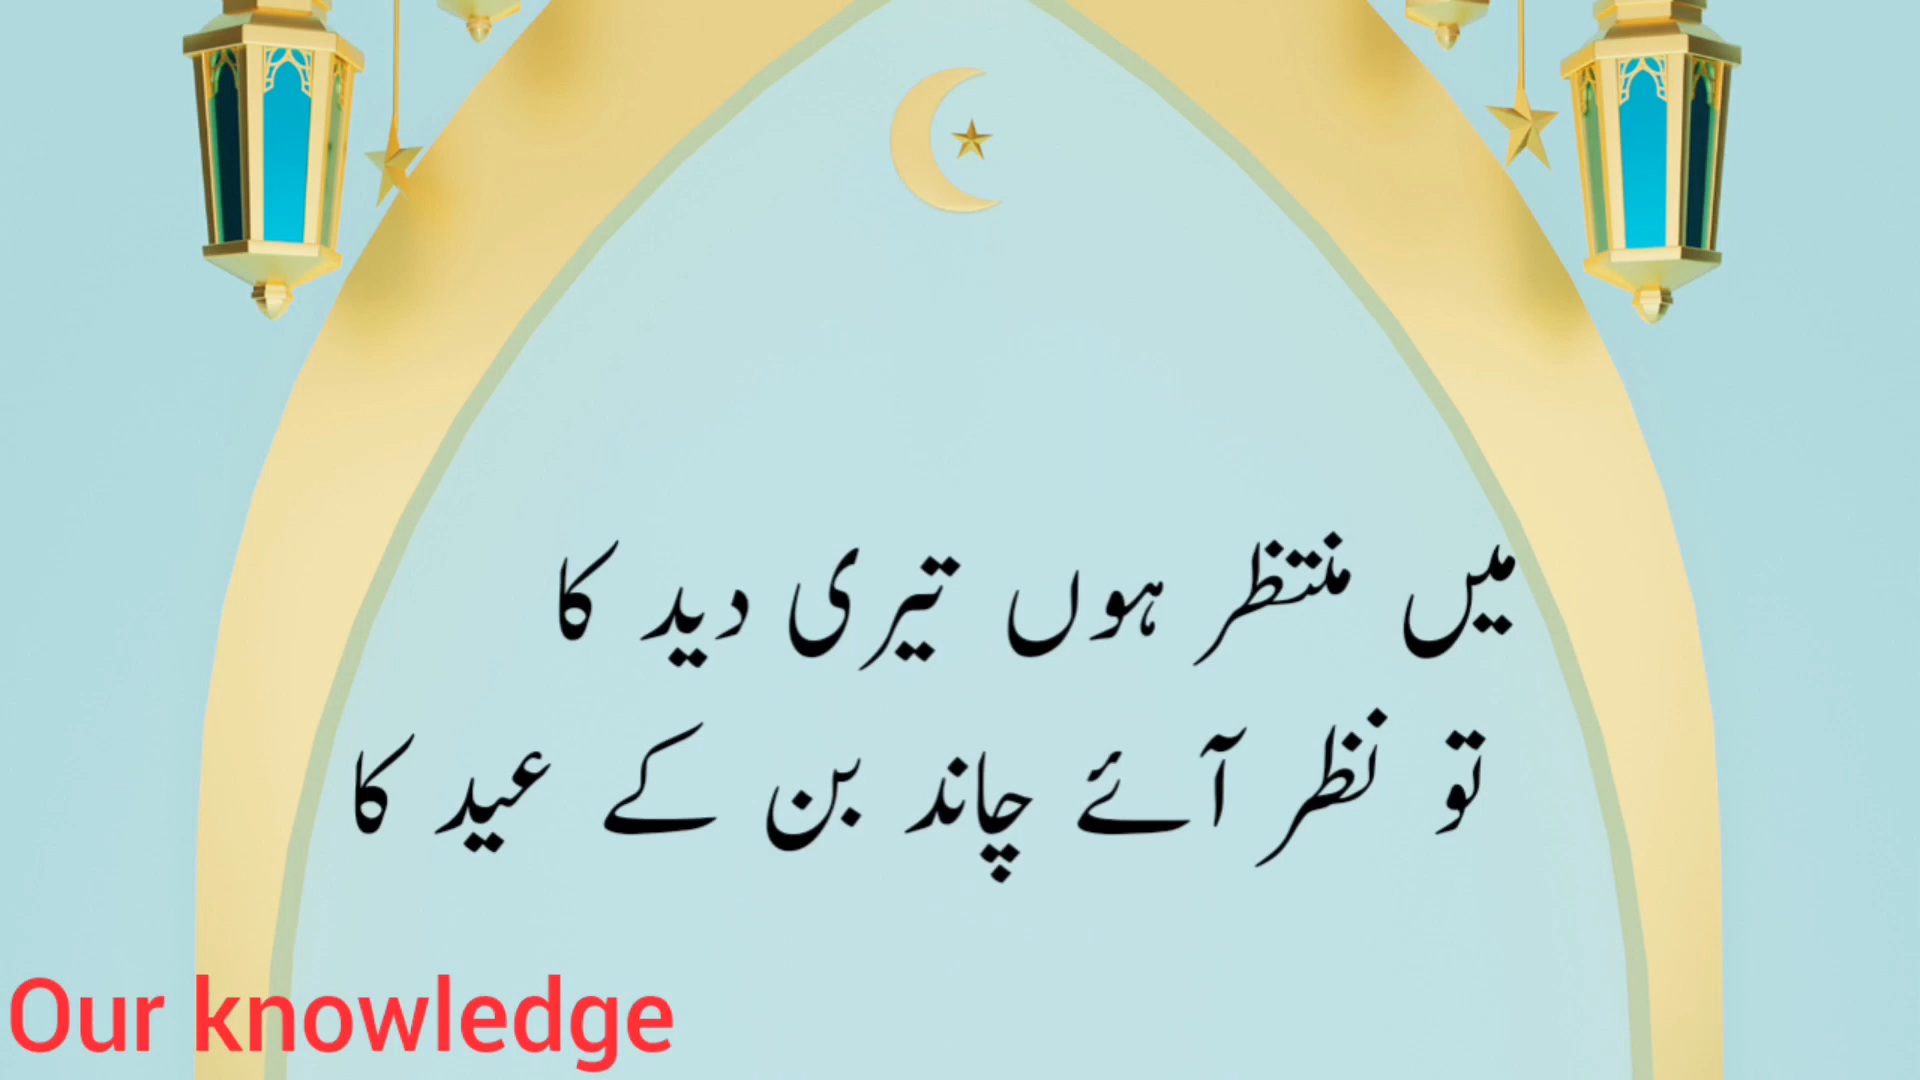 میں منتظر ہوں تیری دید کا
تو نظر آئے چاند بن کے عید کا
Our knowledge